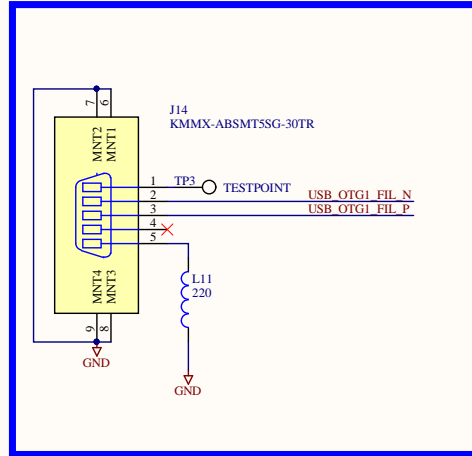 J14
KMMX-ABSMT5SG-30TR
7
6
MNT2
MNT1
1
TP3
TESTPOINT
2
USB_OTG1_FIL_N
3
USB_OTG1_FIL_P
4
5
MNT4
MNT3
L11
220
9
8
GND
GND